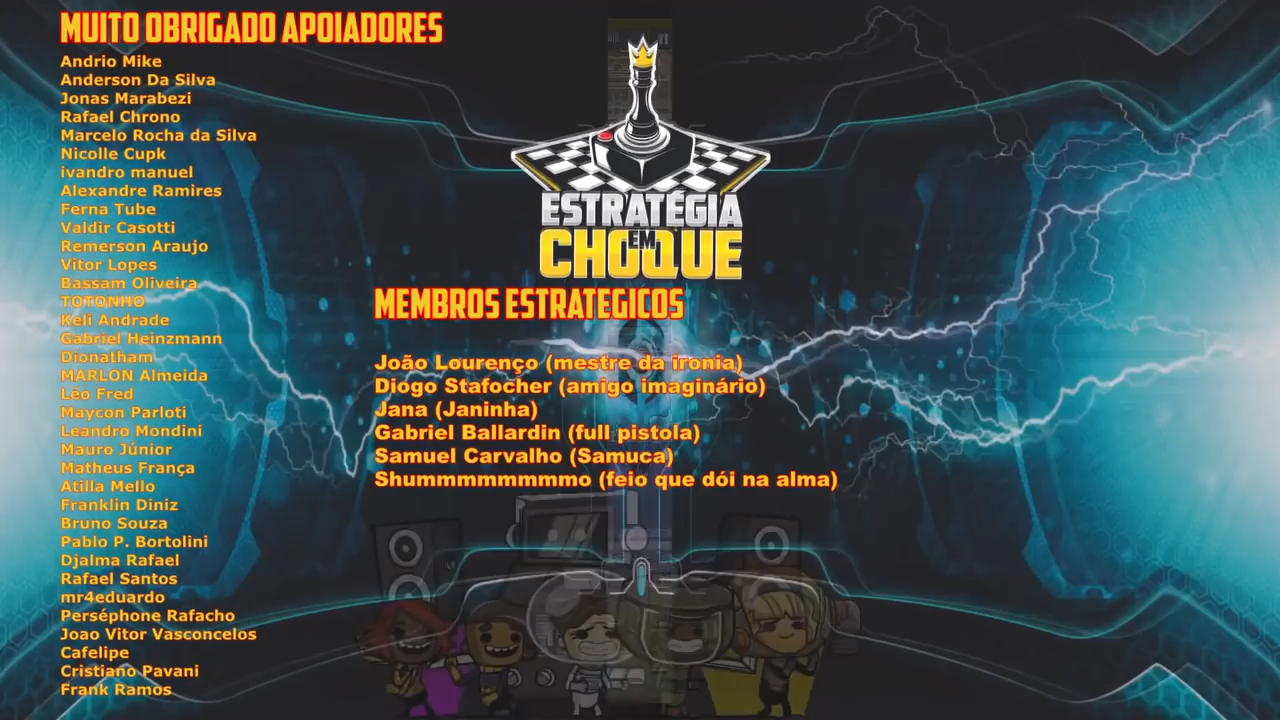 MUITO OBRIGADO APOIADORES
Andrio Mike
Anderson Da Silva
Jonas Marabezi
Rafael Chrono
Marcelo Rocha da Silva
Nicolle Cupk
ivandro manuel
Alexandre Ramires
Ferna Tube
Valdir Casotti
Remerson Araujo
Vitor Lopes
Bassam Oliveira
TOTONHO
Keli Andrade
Gabriel Heinzmann
Dionatham
MARLON Almeida
Léo Fred
Maycon Parloti
Leandro Mondini
Mauro Júnior
Matheus França
Atilla Mello
Franklin Diniz
Bruno Souza
Pablo P. Bortolini
Djalma Rafael
Rafael Santos
mr4eduardo
Perséphone Rafacho
Joao Vitor Vasconcelos
Cafelipe
Cristiano Pavani
Frank Ramos
ESTRATÉGIA
EM
CHOQUE
MEMBROS ESTRATEGICOS
João Lourenço (mestre da ironia)
Diogo Stafocher (amigo imaginário)
Jana (Janinha)
Gabriel Ballardin (full pistola)
Samuel Carvalho (Samuca)
Shummmmmmmmo (feio que dói na alma)